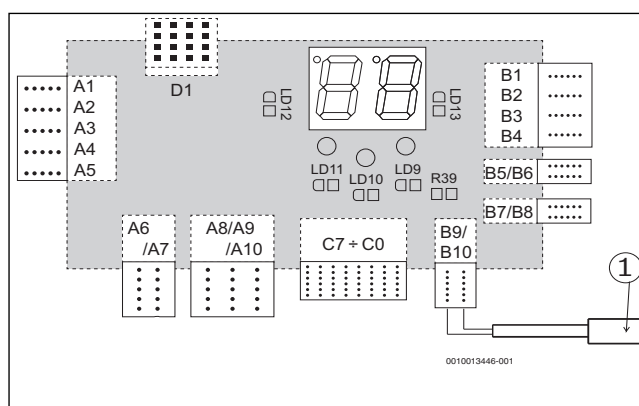 D1
A1
A2
A3
A4
A5
LD12
LD13
LD11
LD10
LD9
R39
B1
B2
B3
B4
B5/B6
B7/B8
A6
/A7
A8/A9
/A10
C7 ÷ C0
B9/
B10
1
0010013446-001